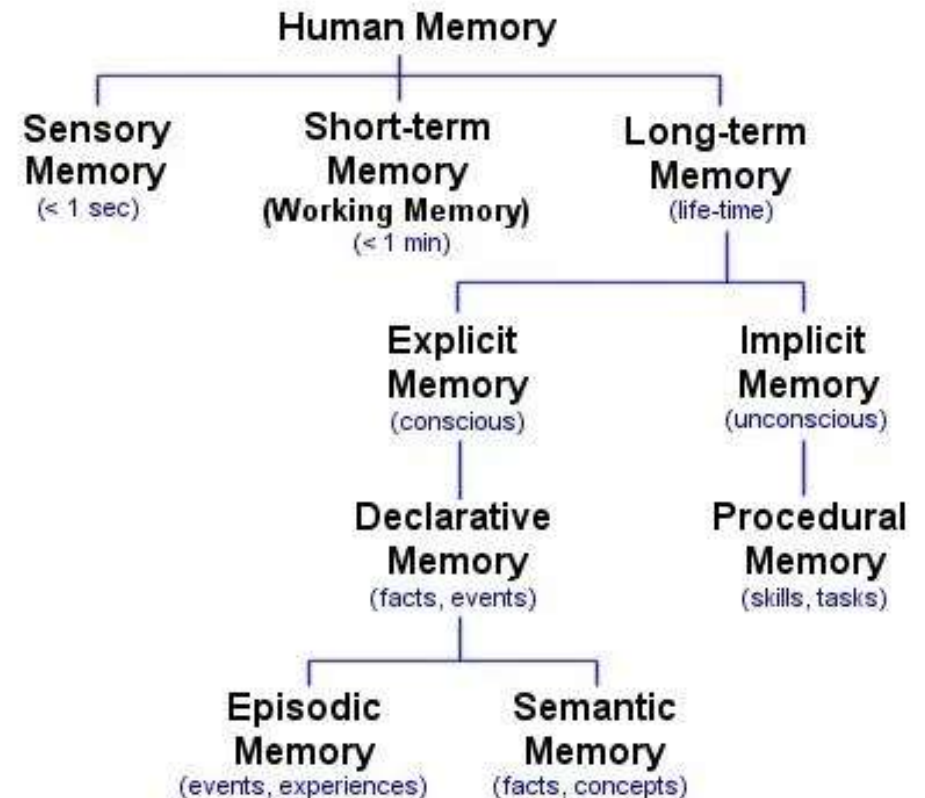 Human Memory
Sensory
Memory
(< 1 sec)
Short-term
Memory
(Working Memory)
(< 1 min)
Long-term
Memory
(life-time)
Explicit
Memory
(conscious)
Implicit
Memory
(unconscious)
Declarative
Memory
(facts, events)
Procedural
Memory
(skills, tasks)
Episodic
Memory
(events, experiences)
Semantic
Memory
(facts, concepts)